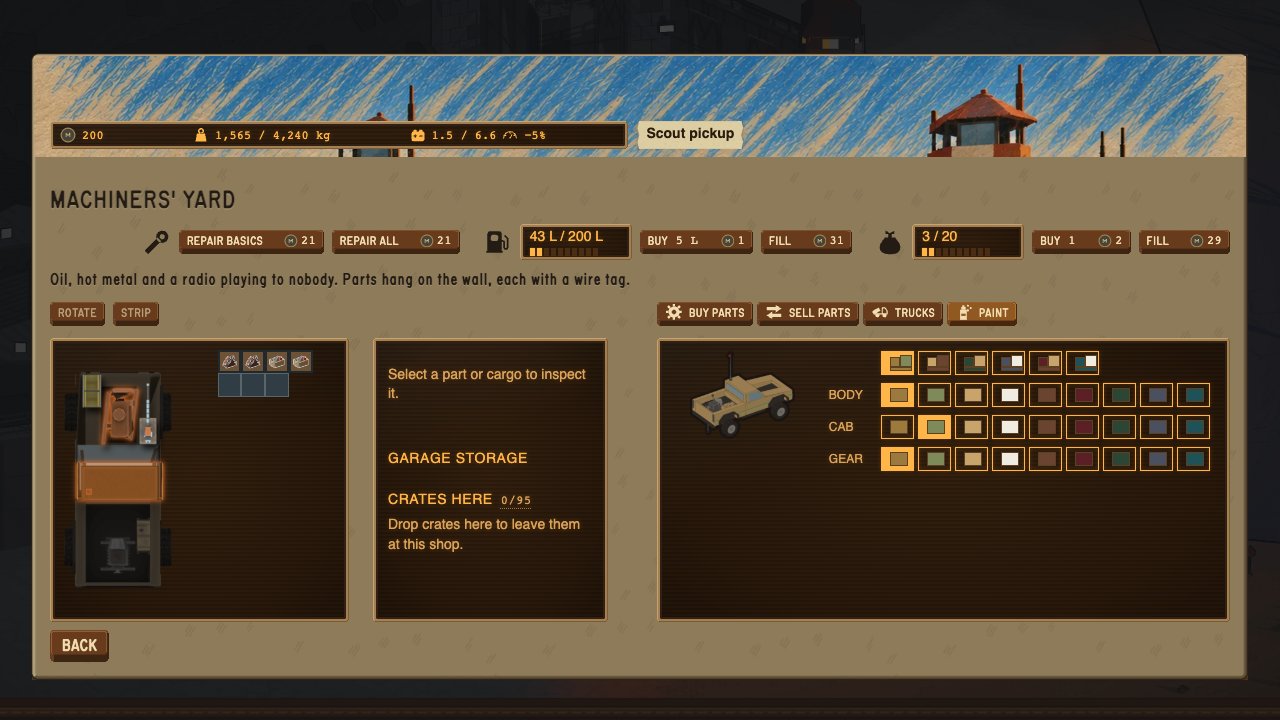 200
1,565 / 4,240 kg
1.5 / 6.6
-5%
Scout pickup
MACHINERS' YARD
REPAIR BASICS M 21
REPAIR ALL M 21
43 L / 200 L
BUY 5 L M 1
FILL M 31
3 / 20
BUY 1 M 2
FILL M 29
Oil, hot metal and a radio playing to nobody. Parts hang on the wall, each with a wire tag.
ROTATE
STRIP
BUY PARTS
SELL PARTS
TRUCKS
PAINT
Select a part or cargo to inspect
it.
GARAGE STORAGE
CRATES HERE 0/95
Drop crates here to leave them
at this shop.
BODY
CAB
GEAR
BACK